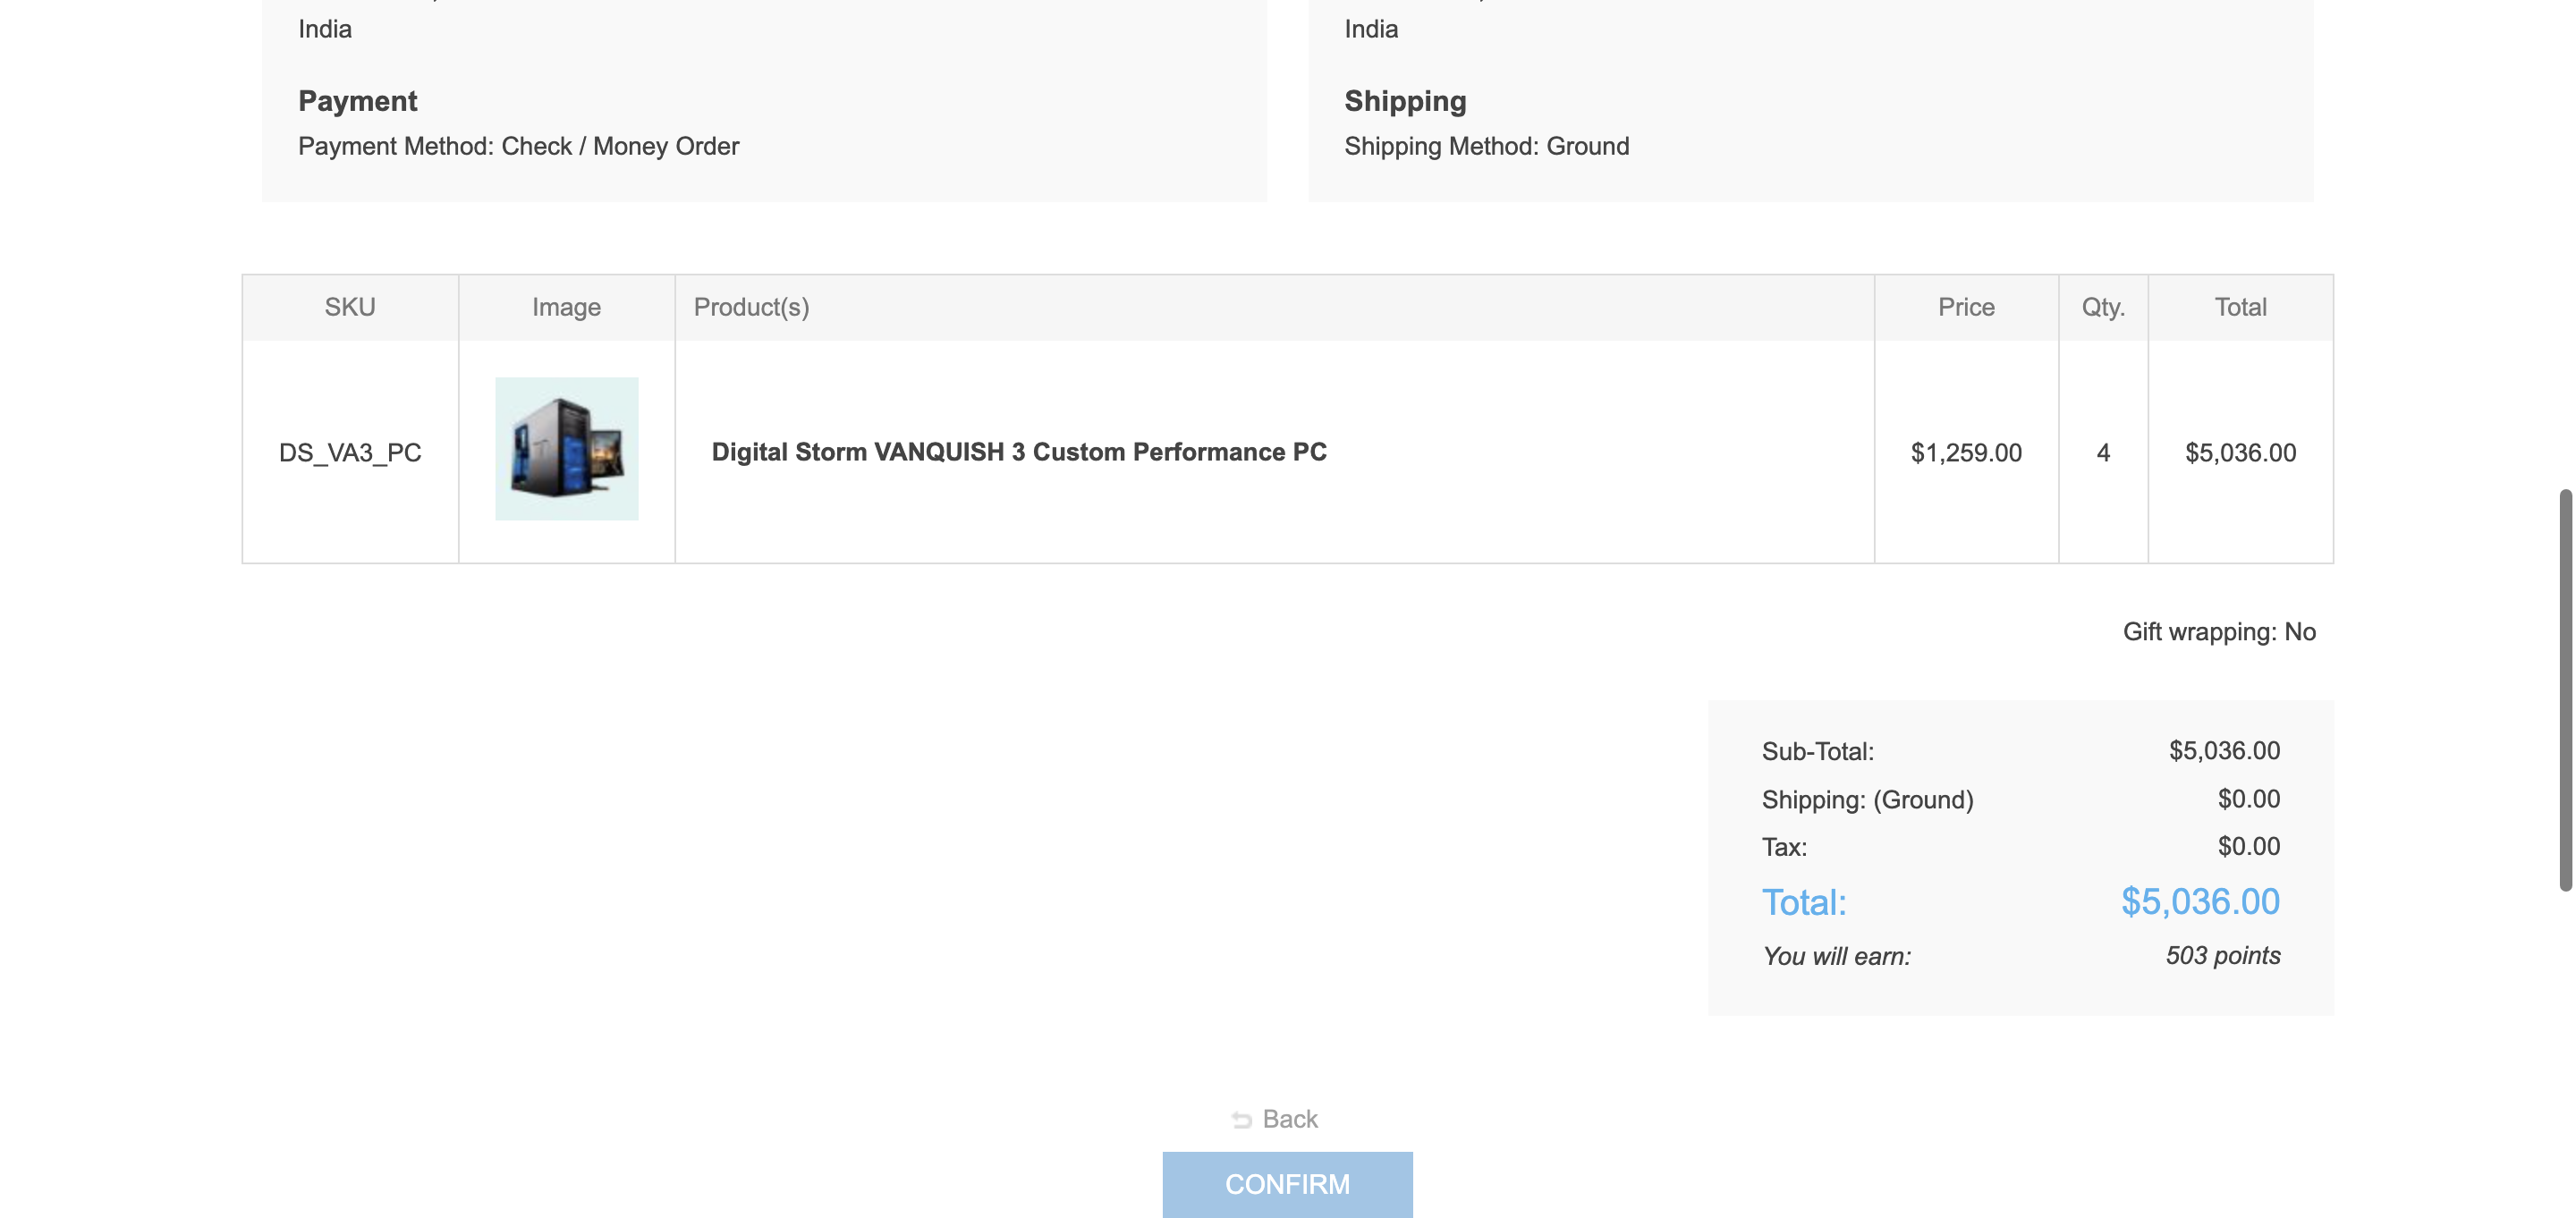 India
India
Payment
Payment Method: Check / Money Order
Shipping
Shipping Method: Ground
SKU Image Product(s) Price Qty. Total
DS_VA3_PC Digital Storm VANQUISH 3 Custom Performance PC $1,259.00 4 $5,036.00
Gift wrapping: No
Sub-Total: $5,036.00
Shipping: (Ground) $0.00
Tax: $0.00
Total: $5,036.00
You will earn: 503 points
Back
CONFIRM